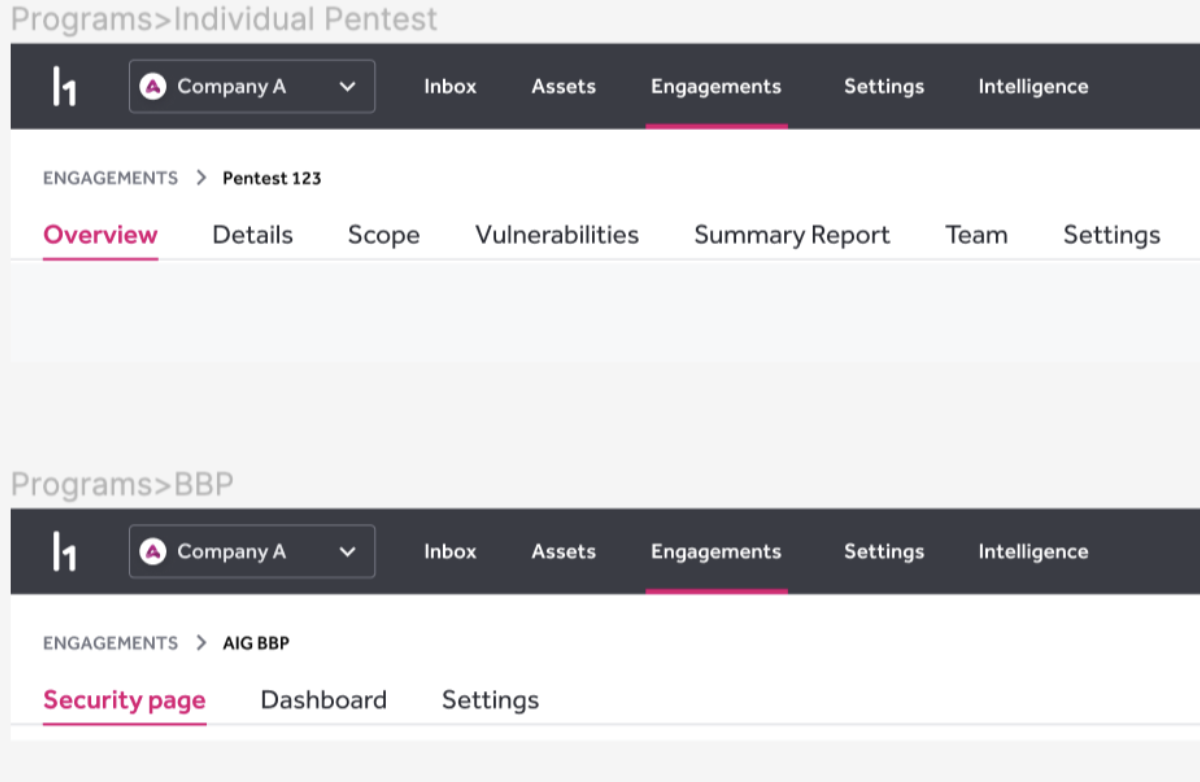 Programs>Individual Pentest
h1 A Company A Inbox Assets Engagements Settings Intelligence
ENGAGEMENTS > Pentest 123
Overview Details Scope Vulnerabilities Summary Report Team Settings
Programs>BBP
h1 A Company A Inbox Assets Engagements Settings Intelligence
ENGAGEMENTS > AIG BBP
Security page Dashboard Settings